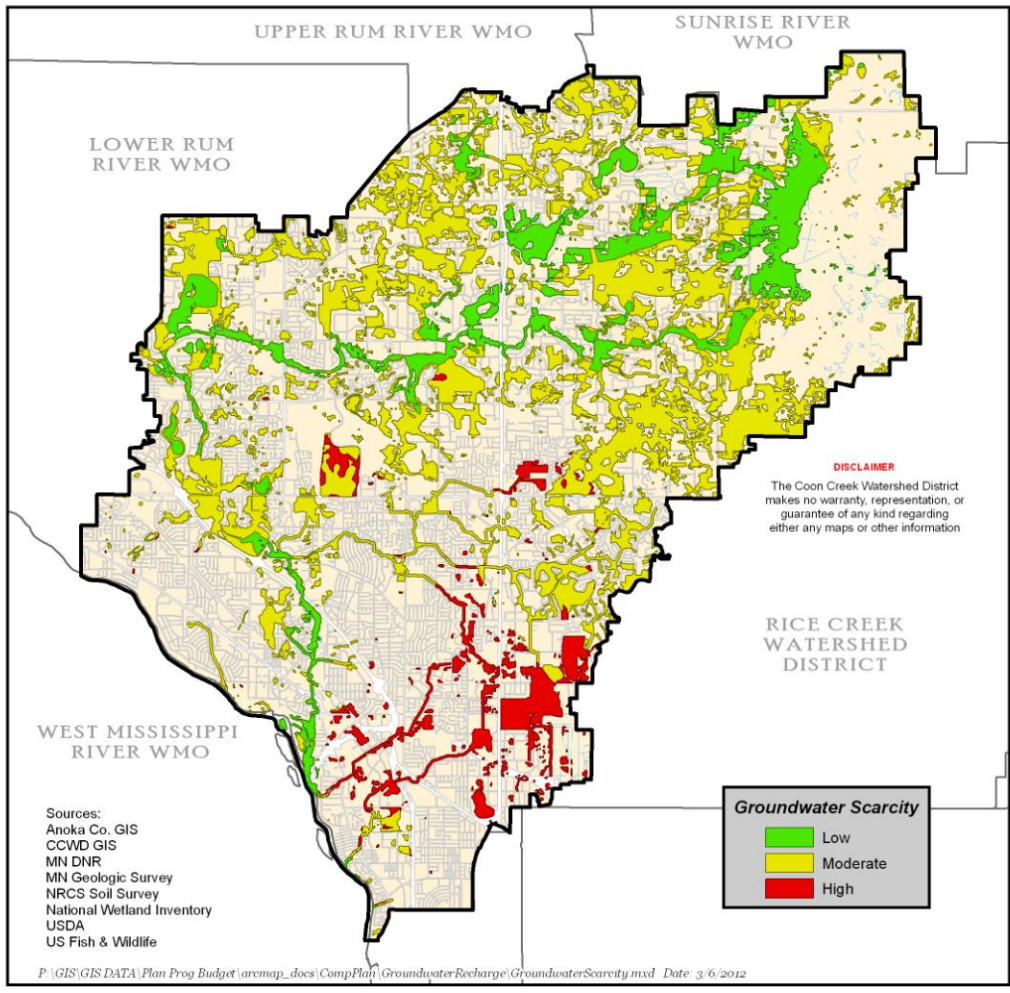 UPPER RUM RIVER WMO
SUNRISE RIVER
WMO
LOWER RUM
RIVER WMO
DISCLAIMER
The Coon Creek Watershed District
makes no warranty, representation, or
guarantee of any kind regarding
either any maps or other information
RICE CREEK
WATERSHED
DISTRICT
WEST MISSISSIPPI
RIVER WMO
Sources:
Anoka Co. GIS
CCWD GIS
MN DNR
MN Geologic Survey
NRCS Soil Survey
National Wetland Inventory
USDA
US Fish & Wildlife
Groundwater Scarcity
Low
Moderate
High
P:\GIS\GIS DATA\Plan Prog Budget\arcmap_docs\CompPlan\GroundwaterRecharge\GroundwaterScarcity.mxd Date: 3/6/2012